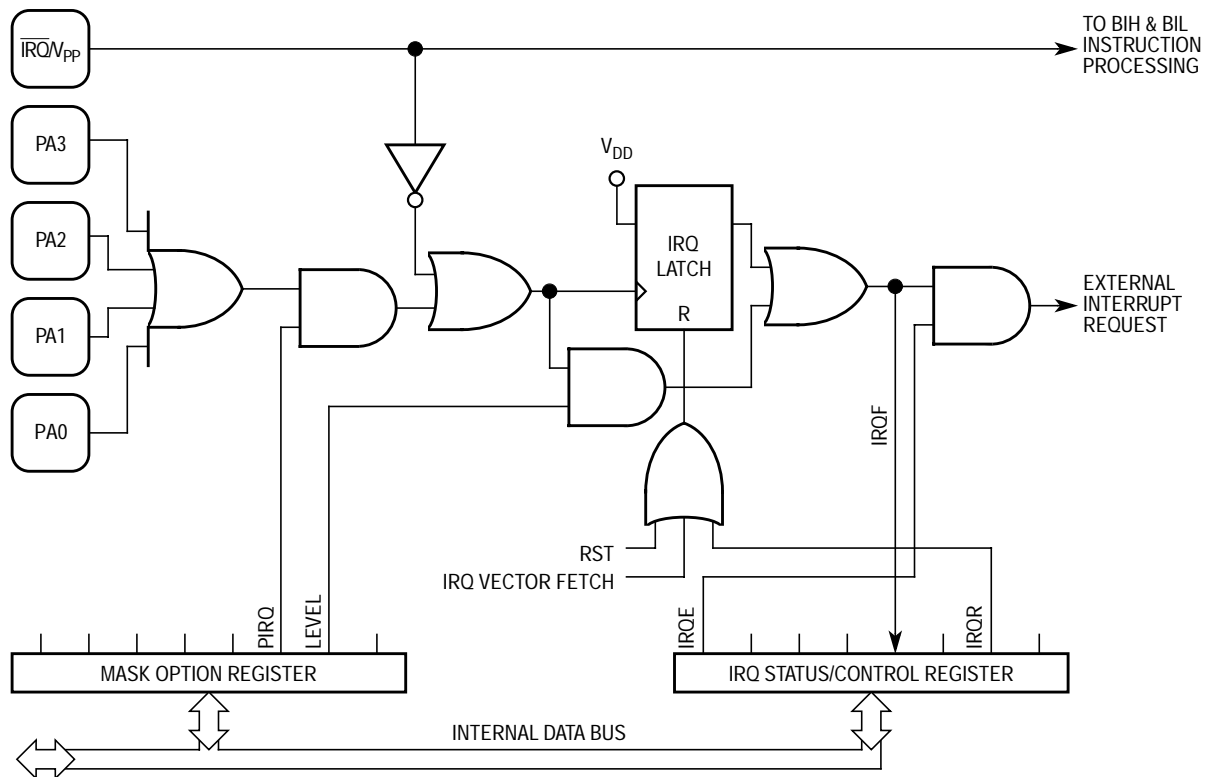 IRQ/VPP
TO BIH & BIL
INSTRUCTION
PROCESSING
PA3
VDD
PA2
IRQ
LATCH
R
EXTERNAL
INTERRUPT
REQUEST
PA1
PA0
IRQF
RST
IRQ VECTOR FETCH
PIRQ
LEVEL
IRQE
IRQR
MASK OPTION REGISTER
IRQ STATUS/CONTROL REGISTER
INTERNAL DATA BUS